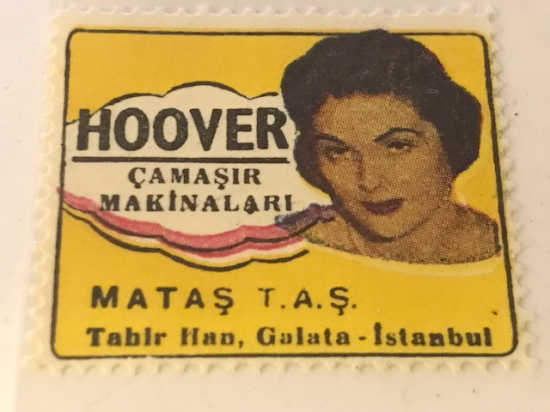 HOOVER
ÇAMAŞIR
MAKİNALARI
MATAŞ T.A.Ş.
Tahir Han, Galata - İstanbul